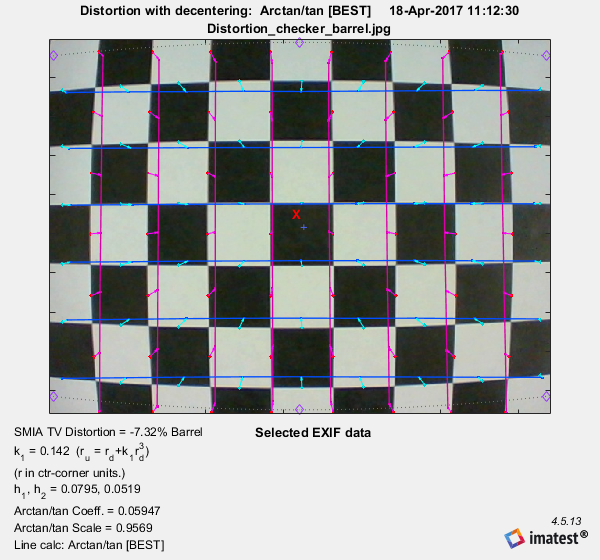 Distortion with decentering:  Arctan/tan [BEST]     18-Apr-2017 11:12:30
Distortion_checker_barrel.jpg
X
SMIA TV Distortion = -7.32% Barrel
Selected EXIF data
k1 = 0.142  (ru = rd+k1rd3)
(r in ctr-corner units.)
h1, h2 = 0.0795, 0.0519
Arctan/tan Coeff. = 0.05947
Arctan/tan Scale = 0.9569
Line calc: Arctan/tan [BEST]
4.5.13
imatest®